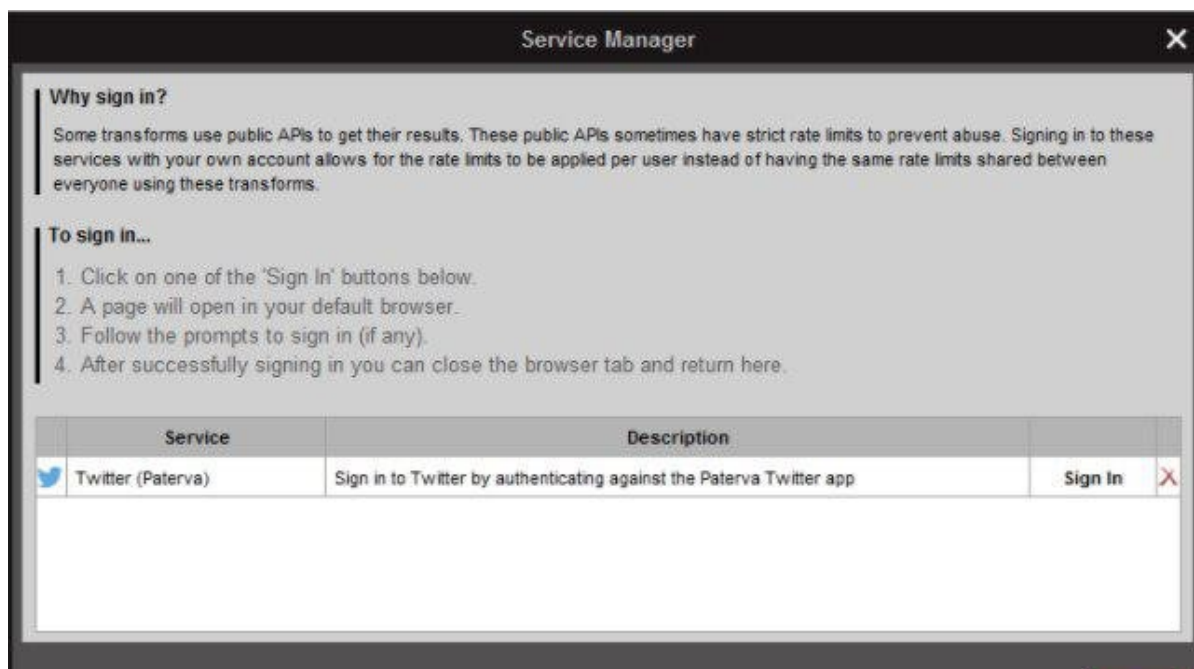 Service Manager
Why sign in?
Some transforms use public APIs to get their results. These public APIs sometimes have strict rate limits to prevent abuse. Signing in to these
services with your own account allows for the rate limits to be applied per user instead of having the same rate limits shared between
everyone using these transforms.
To sign in...
1. Click on one of the 'Sign In' buttons below.
2. A page will open in your default browser.
3. Follow the prompts to sign in (if any).
4. After successfully signing in you can close the browser tab and return here.
Service Description
Twitter (Paterva) Sign in to Twitter by authenticating against the Paterva Twitter app Sign In